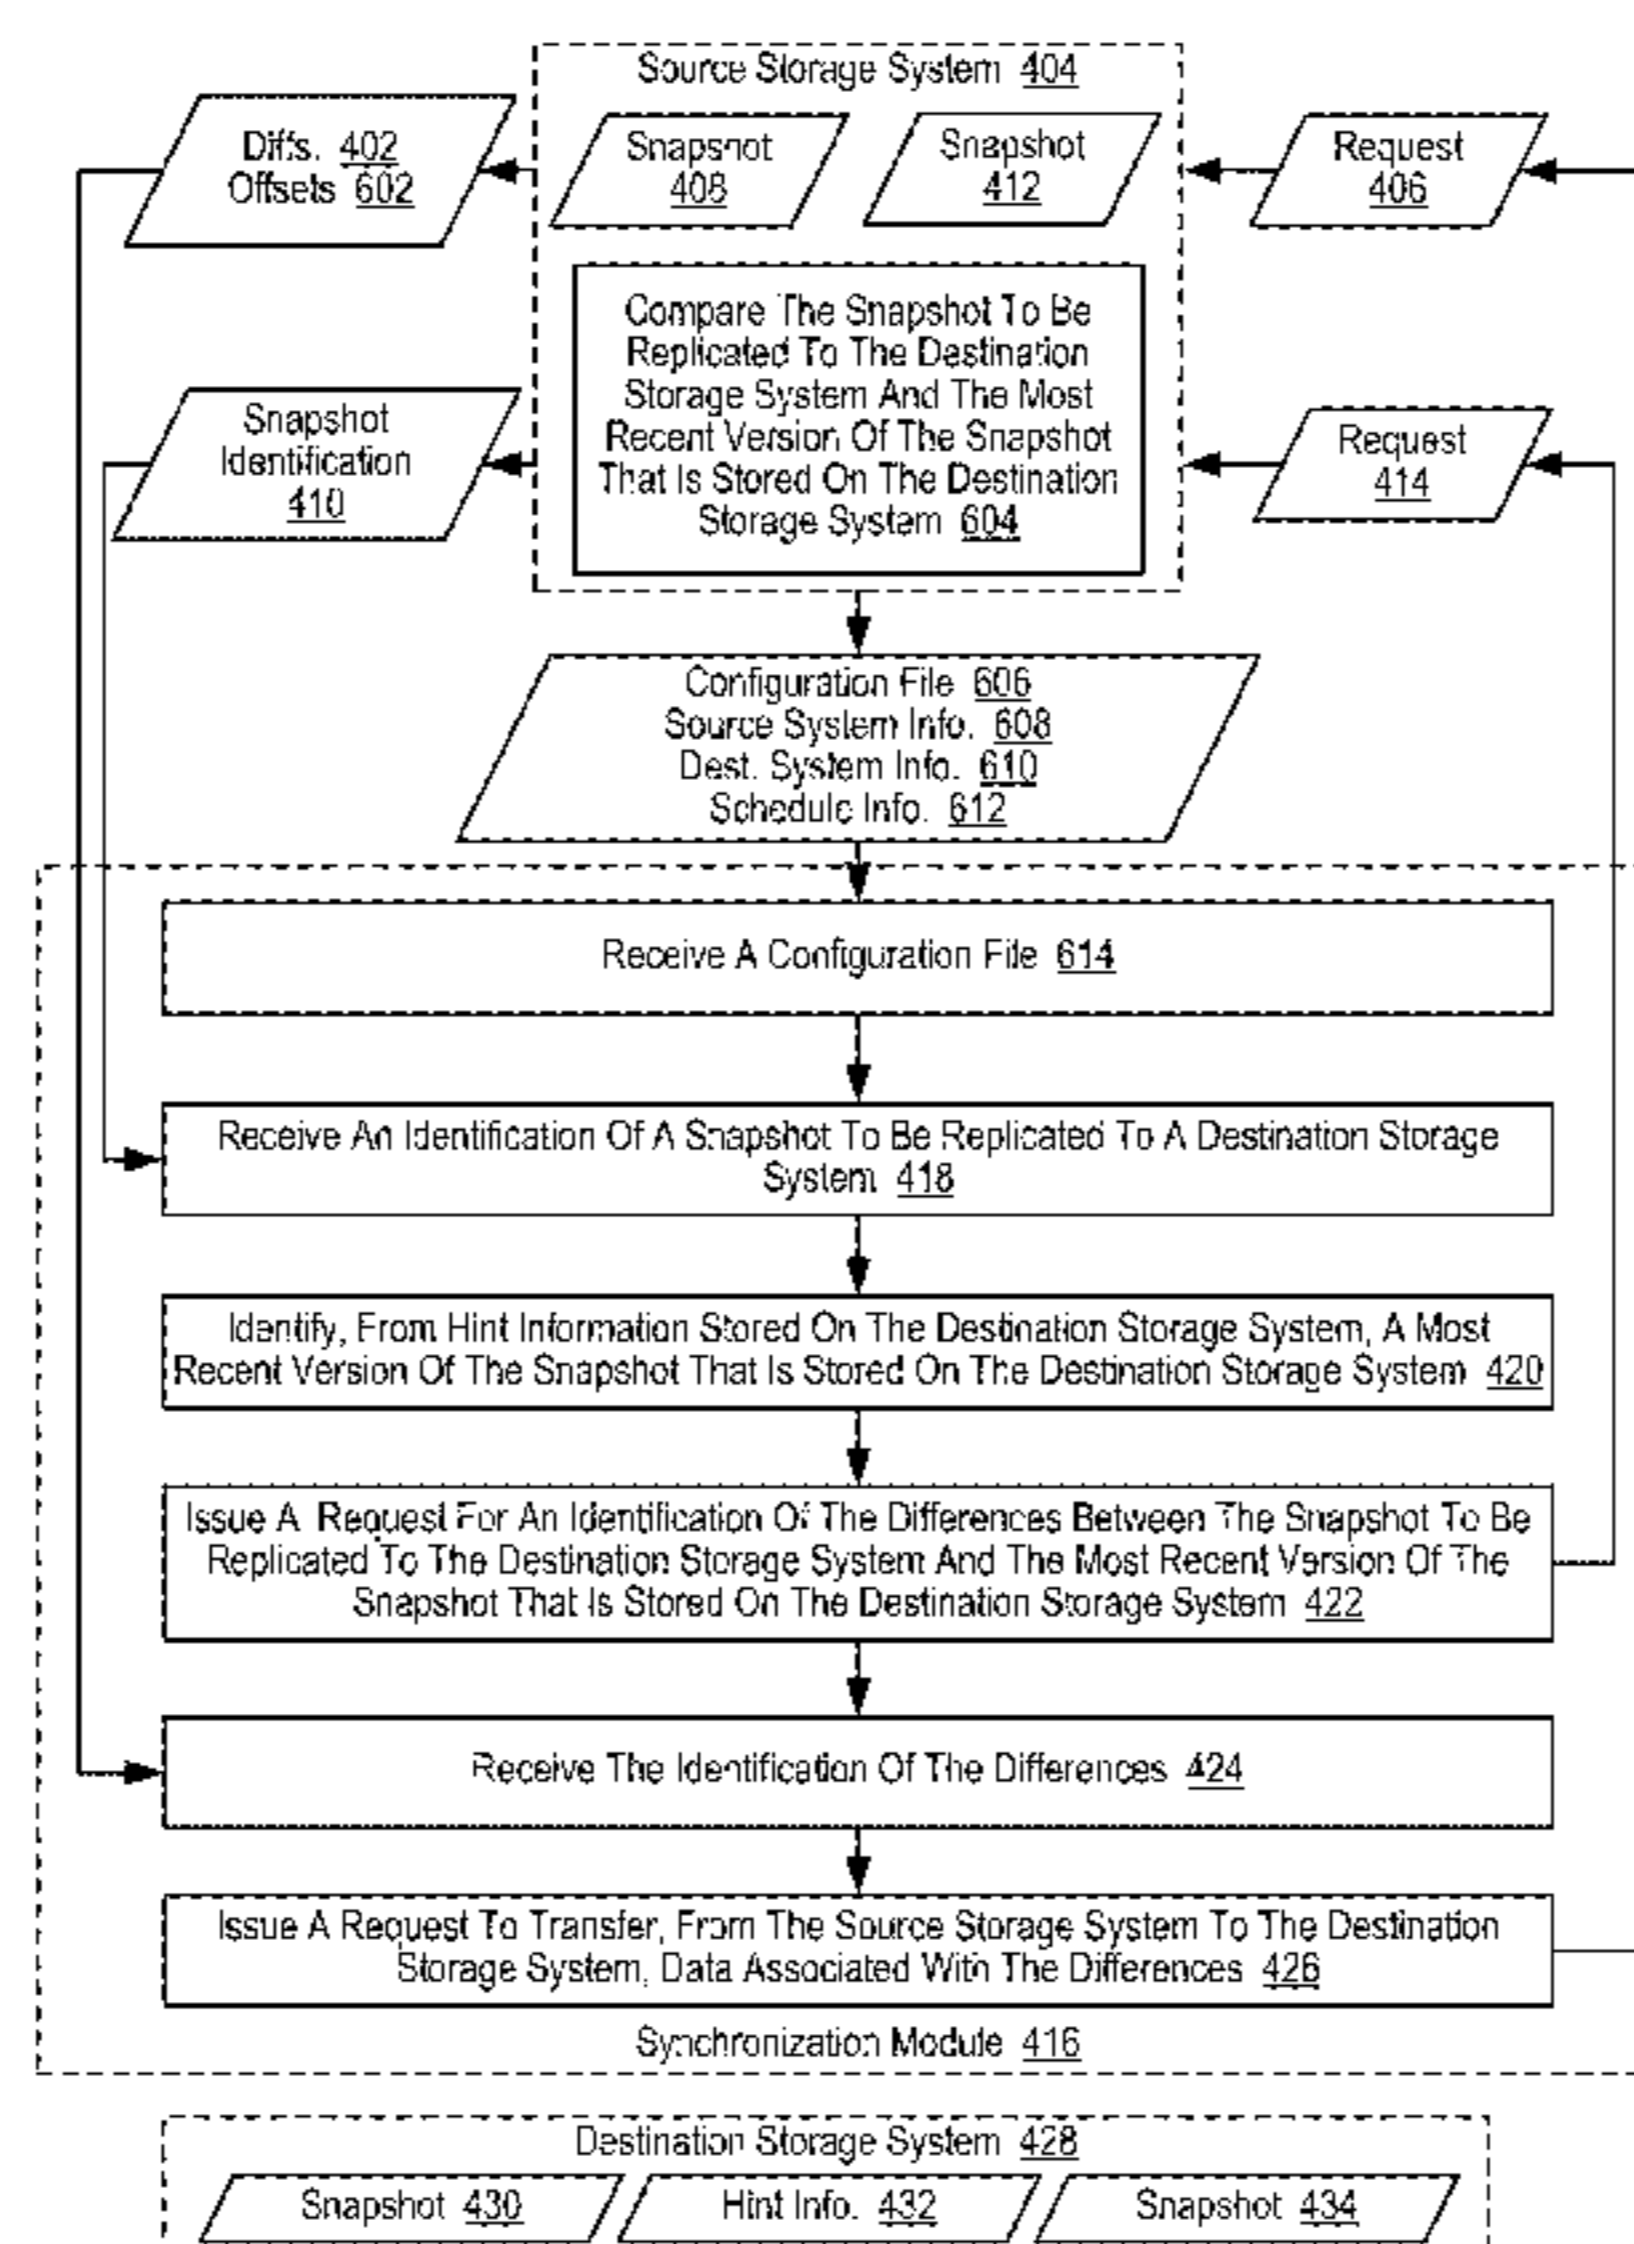 Source Storage System 404
Diffs. 402
Offsets 602
Snapshot
408
Snapshot
412
Request
406
Compare The Snapshot To Be
Replicated To The Destination
Storage System And The Most
Recent Version Of The Snapshot
That Is Stored On The Destination
Storage System 604
Snapshot
Identification
410
Request
414
Configuration File 606
Source System Info. 608
Dest. System Info. 610
Schedule Info. 612
Receive A Configuration File 614
Receive An Identification Of A Snapshot To Be Replicated To A Destination Storage
System 418
Identify, From Hint Information Stored On The Destination Storage System, A Most
Recent Version Of The Snapshot That Is Stored On The Destination Storage System 420
Issue A Request For An Identification Of The Differences Between The Snapshot To Be
Replicated To The Destination Storage System And The Most Recent Version Of The
Snapshot That Is Stored On The Destination Storage System 422
Receive The Identification Of The Differences 424
Issue A Request To Transfer, From The Source Storage System To The Destination
Storage System, Data Associated With The Differences 426
Synchronization Module 416
Destination Storage System 428
Snapshot 430
Hint Info. 432
Snapshot 434